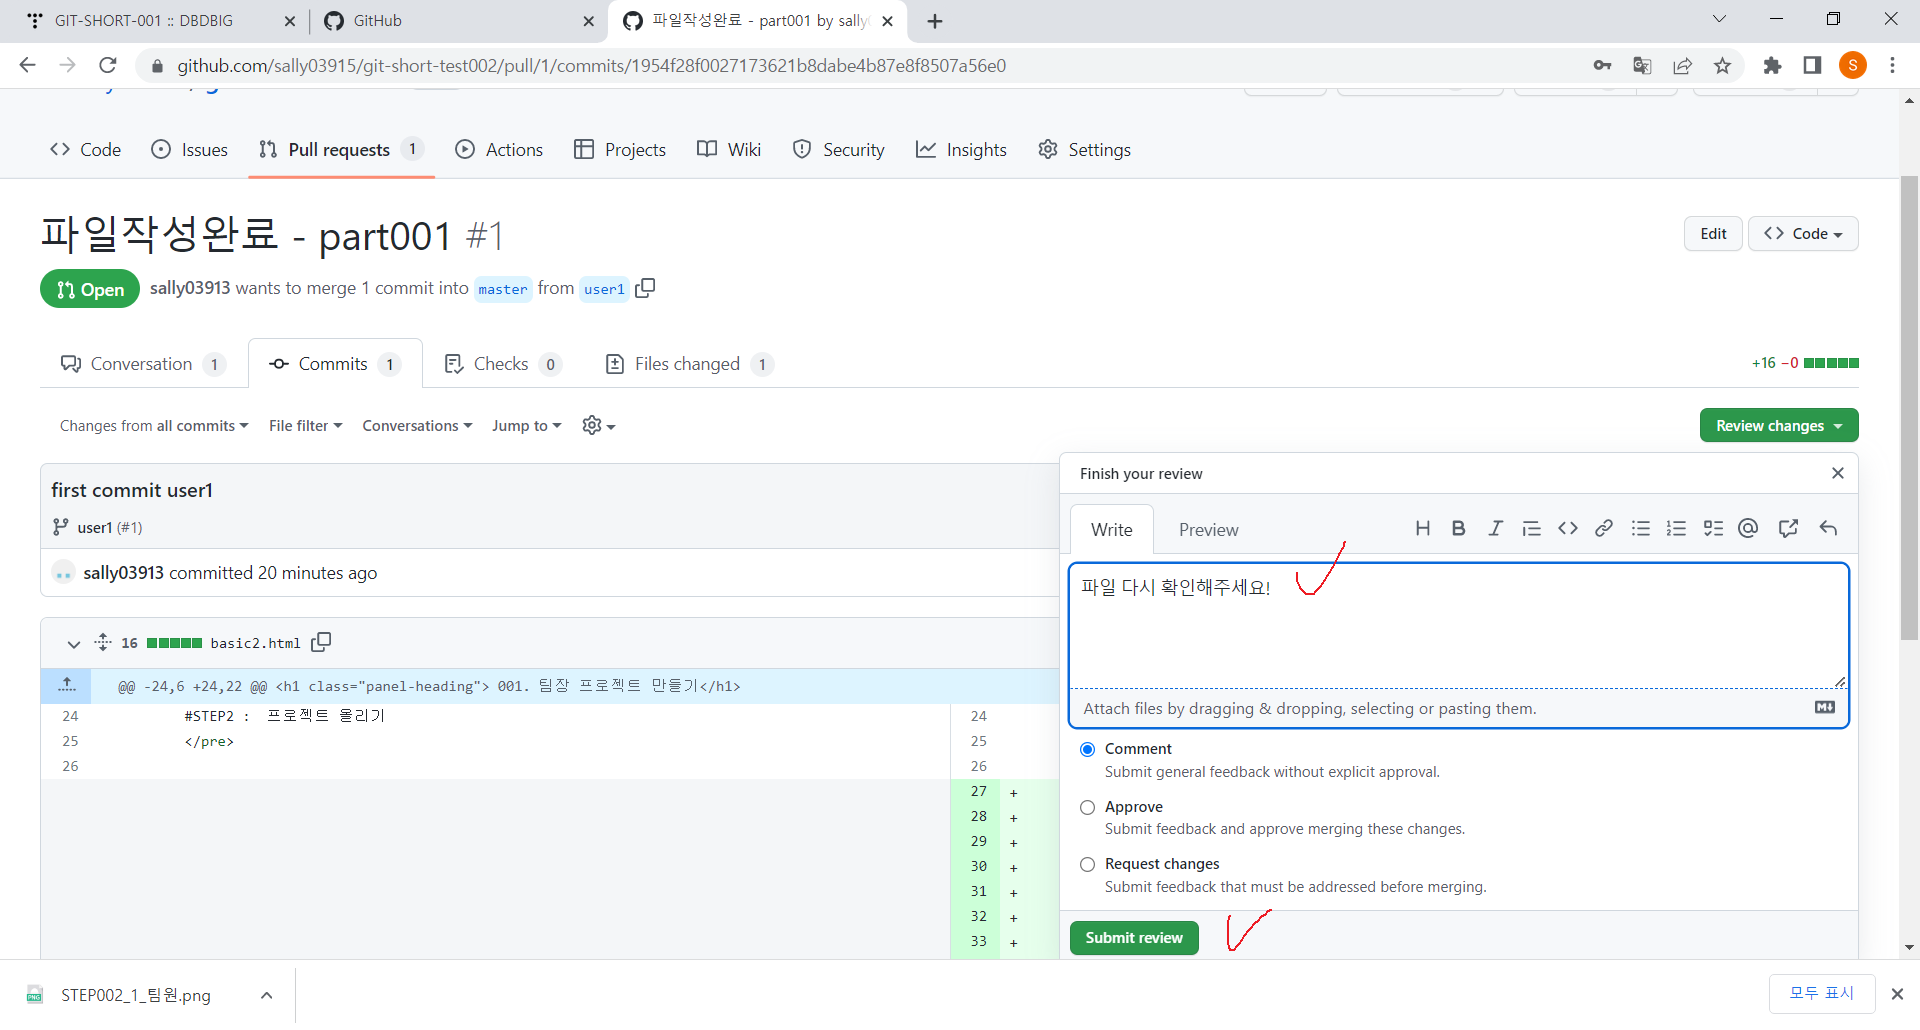 GIT-SHORT-001 :: DBDBIG
GitHub
파일작성완료 - part001 by sally0
github.com/sally03915/git-short-test002/pull/1/commits/1954f28f0027173621b8dabe4b87e8f8507a56e0
S
Code
Issues
Pull requests 1
Actions
Projects
Wiki
Security
Insights
Settings
파일작성완료 - part001 #1
Edit
Code
Open
sally03913 wants to merge 1 commit into master from user1
Conversation 1
Commits 1
Checks 0
Files changed 1
+16 −0
Changes from all commits
File filter
Conversations
Jump to
Review changes
first commit user1
user1 (#1)
sally03913 committed 20 minutes ago
16 basic2.html
@@ -24,6 +24,22 @@ <h1 class="panel-heading"> 001. 팀장 프로젝트 만들기</h1>
24 #STEP2 : 프로젝트 올리기 24
25 </pre> 25
26 26
27 +
28 +
29 +
30 +
31 +
32 +
33 +
Finish your review
Write
Preview
파일 다시 확인해주세요!
Attach files by dragging & dropping, selecting or pasting them.
Comment
Submit general feedback without explicit approval.
Approve
Submit feedback and approve merging these changes.
Request changes
Submit feedback that must be addressed before merging.
Submit review
STEP002_1_팀원.png
모두 표시